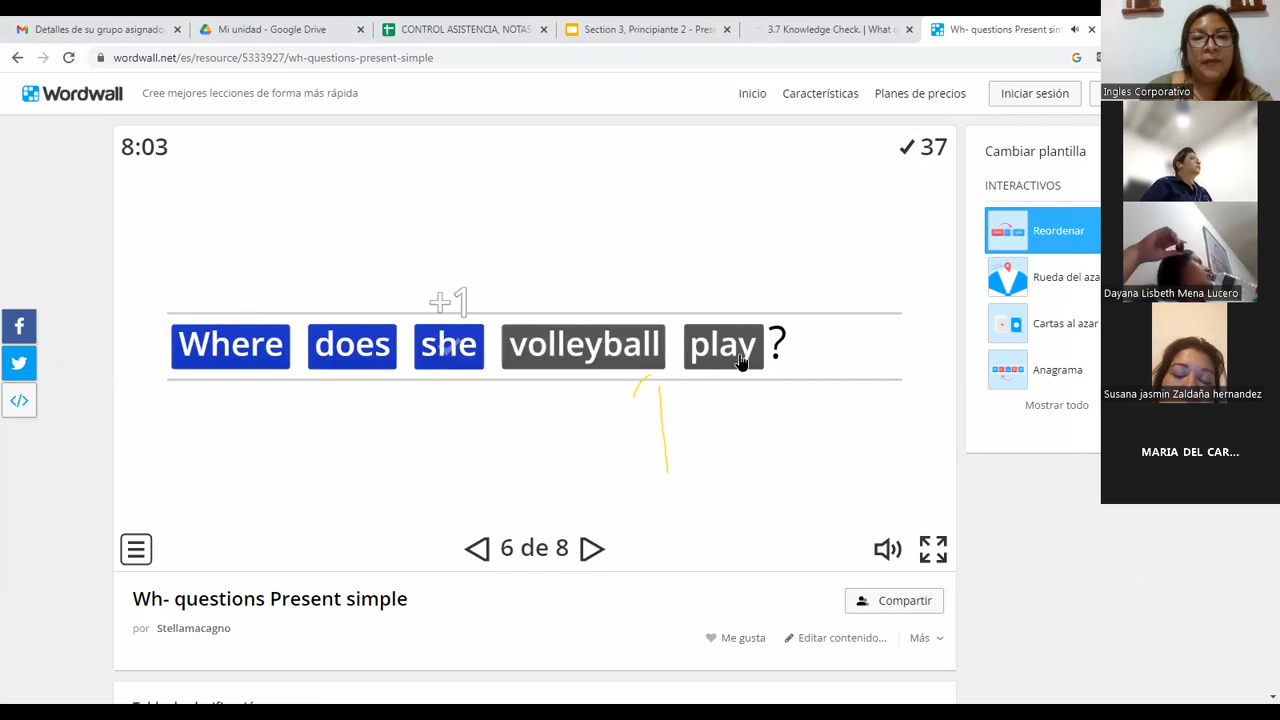 Detalles de su grupo asignado
Mi unidad - Google Drive
CONTROL ASISTENCIA, NOTAS
Section 3, Principiante 2 - Pres
3.7 Knowledge Check. | What a
Wh- questions Present sim
wordwall.net/es/resource/5333927/wh-questions-present-simple
Wordwall
Cree mejores lecciones de forma más rápida
Inicio
Características
Planes de precios
Iniciar sesión
Ingles Corporativo
8:03
37
Cambiar plantilla
INTERACTIVOS
Reordenar
Rueda del aza
Cartas al azar
Anagrama
Mostrar todo
+1
Where does she volleyball play ?
Dayana Lisbeth Mena Lucero
Susana jasmin Zaldaña hernandez
MARIA DEL CAR...
6 de 8
Wh- questions Present simple
por Stellamacagno
Compartir
Me gusta
Editar contenido...
Más